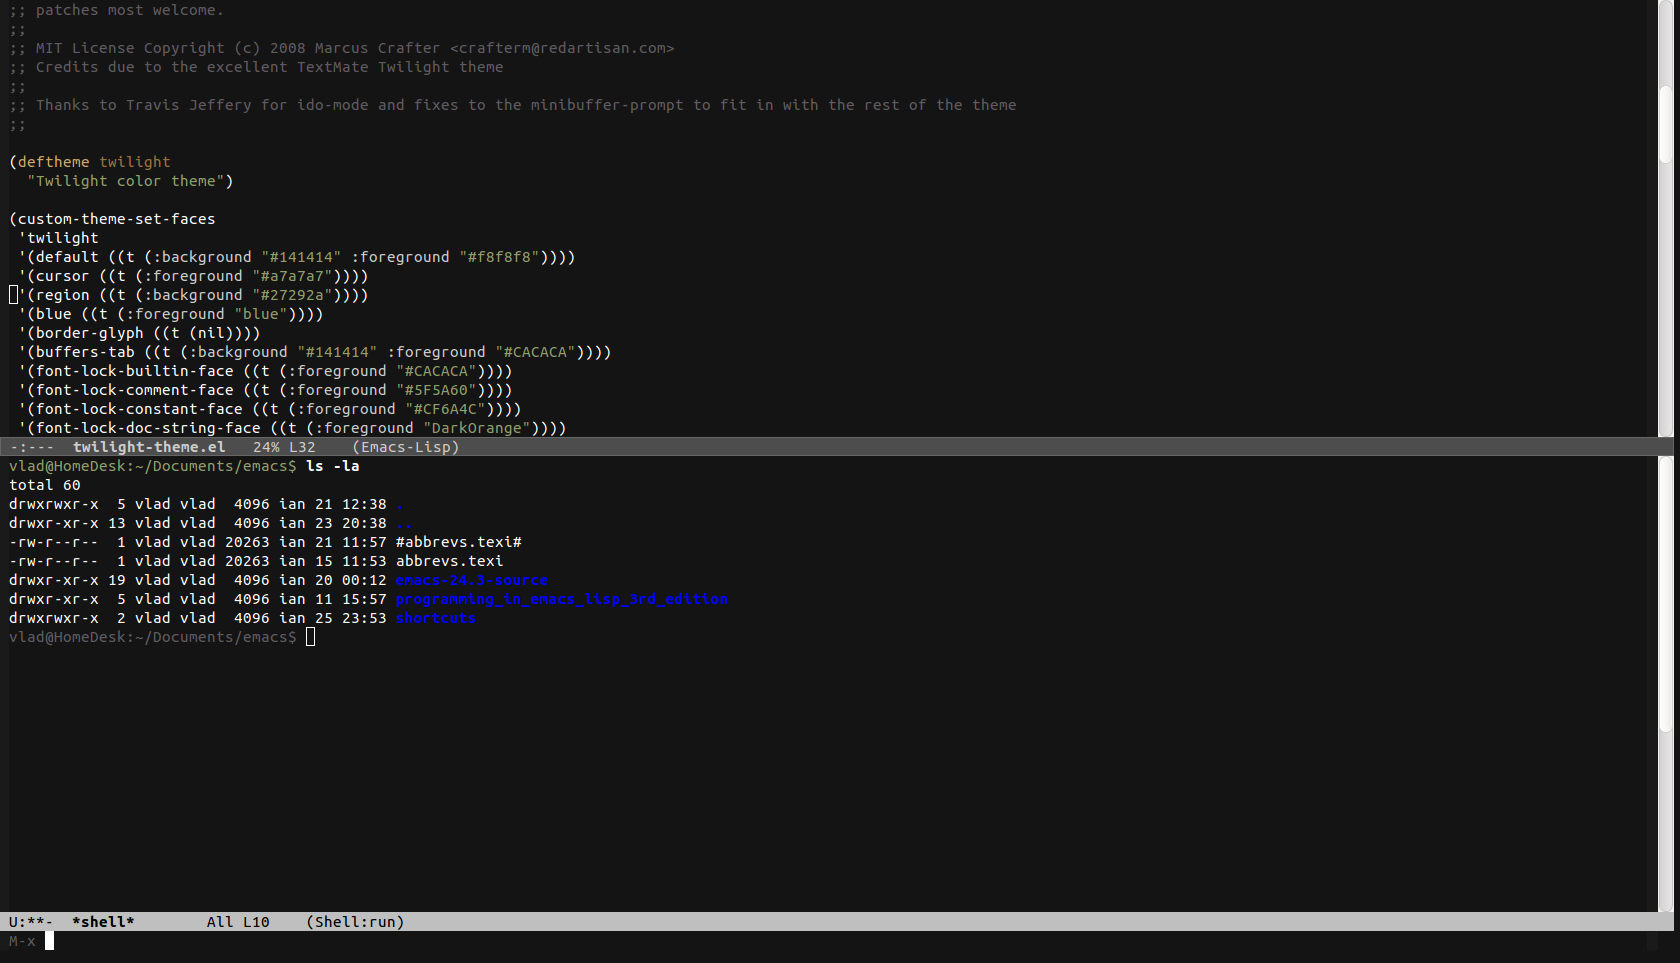 ;; patches most welcome.
;;
;; MIT License Copyright (c) 2008 Marcus Crafter <crafterm@redartisan.com>
;; Credits due to the excellent TextMate Twilight theme
;;
;; Thanks to Travis Jeffery for ido-mode and fixes to the minibuffer-prompt to fit in with the rest of the theme
;;

(deftheme twilight
  "Twilight color theme")

(custom-theme-set-faces
 'twilight
 '(default ((t (:background "#141414" :foreground "#f8f8f8"))))
 '(cursor ((t (:foreground "#a7a7a7"))))
 '(region ((t (:background "#27292a"))))
 '(blue ((t (:foreground "blue"))))
 '(border-glyph ((t (nil))))
 '(buffers-tab ((t (:background "#141414" :foreground "#CACACA"))))
 '(font-lock-builtin-face ((t (:foreground "#CACACA"))))
 '(font-lock-comment-face ((t (:foreground "#5F5A60"))))
 '(font-lock-constant-face ((t (:foreground "#CF6A4C"))))
 '(font-lock-doc-string-face ((t (:foreground "DarkOrange"))))
-:---  twilight-theme.el   24% L32    (Emacs-Lisp)
vlad@HomeDesk:~/Documents/emacs$ ls -la
total 60
drwxrwxr-x  5 vlad vlad  4096 ian 21 12:38 .
drwxr-xr-x 13 vlad vlad  4096 ian 23 20:38 ..
-rw-r--r--  1 vlad vlad 20263 ian 21 11:57 #abbrevs.texi#
-rw-r--r--  1 vlad vlad 20263 ian 15 11:53 abbrevs.texi
drwxr-xr-x 19 vlad vlad  4096 ian 20 00:12 emacs-24.3-source
drwxr-xr-x  5 vlad vlad  4096 ian 11 15:57 programming_in_emacs_lisp_3rd_edition
drwxrwxr-x  2 vlad vlad  4096 ian 25 23:53 shortcuts
vlad@HomeDesk:~/Documents/emacs$
U:**-  *shell*        All L10    (Shell:run)
M-x